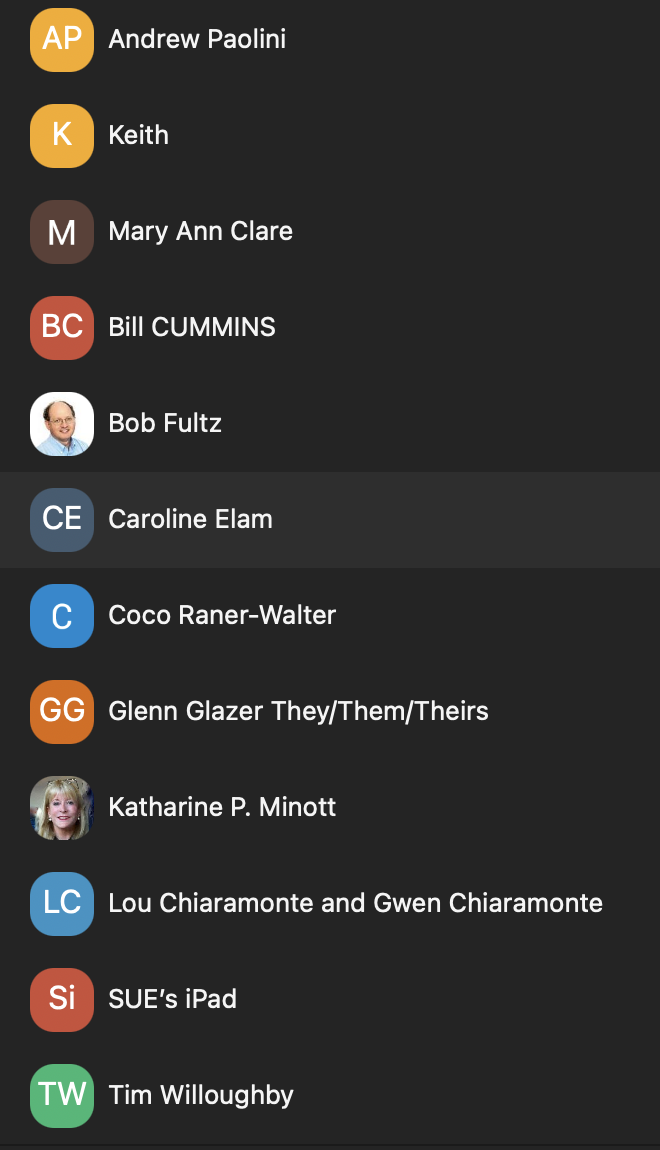 AP Andrew Paolini
K Keith
M Mary Ann Clare
BC Bill CUMMINS
Bob Fultz
CE Caroline Elam
C Coco Raner-Walter
GG Glenn Glazer They/Them/Theirs
Katharine P. Minott
LC Lou Chiaramonte and Gwen Chiaramonte
Si SUE’s iPad
TW Tim Willoughby